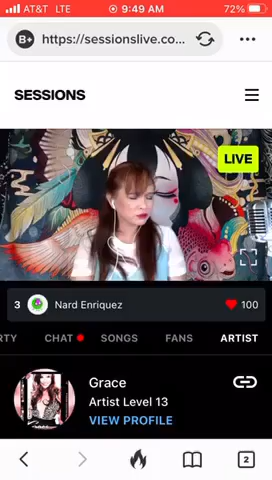 AT&T LTE 9:49 AM 72%
B+ https://sessionslive.co...
SESSIONS
LIVE
3 Nard Enriquez 100
RTY CHAT SONGS FANS ARTIST
Grace
Artist Level 13
VIEW PROFILE
2